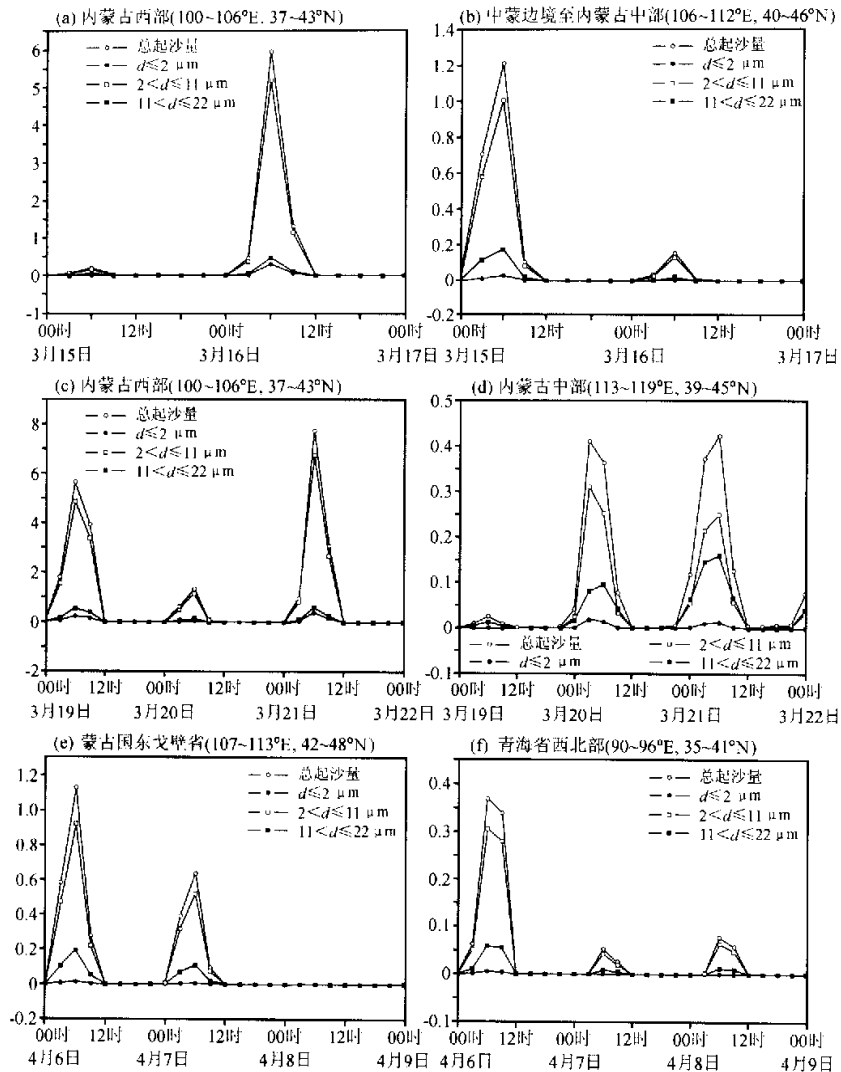 (a) 内蒙古西部(100~106°E, 37~43°N)
总起沙量
d≤2 μm
2<d≤11 μm
11<d≤22 μm
6
5
4
3
2
1
0
-1
00时 12时 00时 12时 00时
3月15日 3月16日 3月17日
(b) 中蒙边境至内蒙古中部(106~112°E, 40~46°N)
总起沙量
d≤2 μm
2<d≤11 μm
11<d≤22 μm
1.4
1.2
1.0
0.8
0.6
0.4
0.2
0.0
-0.2
00时 12时 00时 12时 00时
3月15日 3月16日 3月17日
(c) 内蒙古西部(100~106°E, 37~43°N)
总起沙量
d≤2 μm
2<d≤11 μm
11<d≤22 μm
8
6
4
2
0
-2
00时 12时 00时 12时 00时 12时 00时
3月19日 3月20日 3月21日 3月22日
(d) 内蒙古中部(113~119°E, 39~45°N)
0.5
0.4
0.3
0.2
0.1
0.0
-0.1
总起沙量 2<d≤11 μm
d≤2 μm 11<d≤22 μm
00时 12时 00时 12时 00时 12时 00时
3月19日 3月20日 3月21日 3月22日
(e) 蒙古国东戈壁省(107~113°E, 42~48°N)
总起沙量
d≤2 μm
2<d≤11 μm
11<d≤22 μm
1.2
1.0
0.8
0.6
0.4
0.2
0
-0.2
00时 12时 00时 12时 00时 12时 00时
4月6日 4月7日 4月8日 4月9日
(f) 青海省西北部(90~96°E, 35~41°N)
总起沙量
d≤2 μm
2<d≤11 μm
11<d≤22 μm
0.4
0.3
0.2
0.1
0.0
-0.1
00时 12时 00时 12时 00时 12时 00时
4月6日 4月7日 4月8日 4月9日